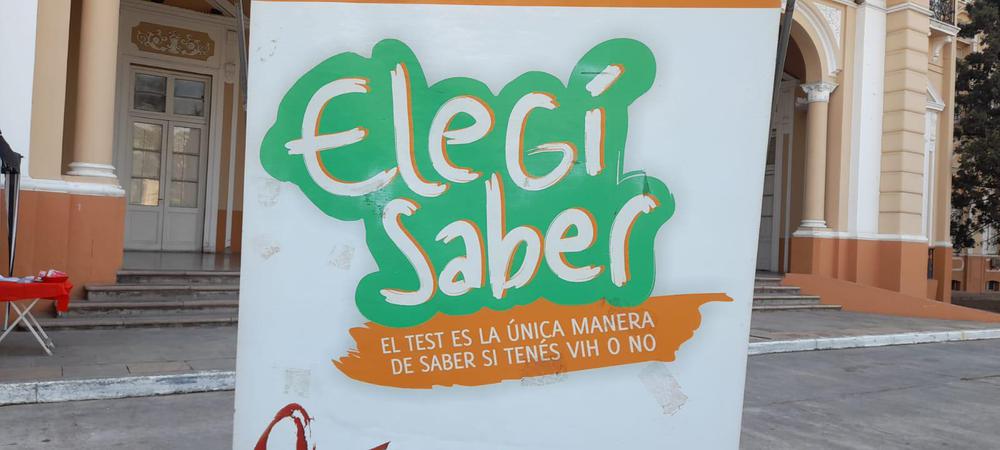 Elegí
Saber
EL TEST ES LA ÚNICA MANERA
DE SABER SI TENÉS VIH O NO